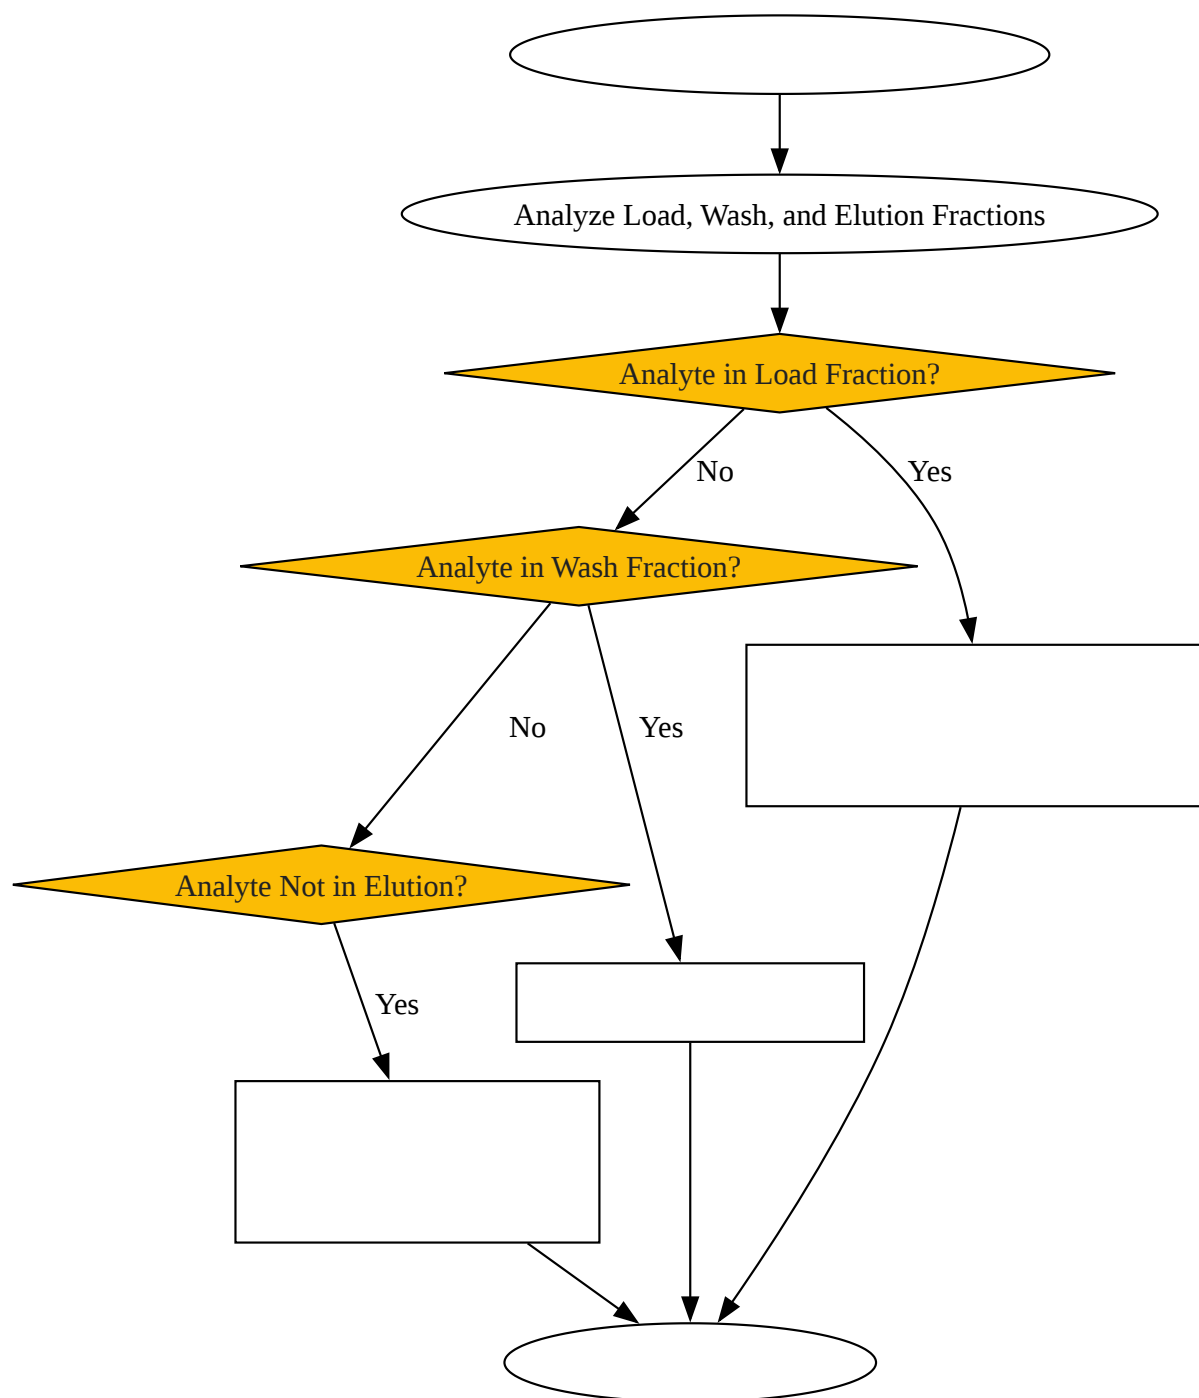 Analyze Load, Wash, and Elution Fractions
Analyte in Load Fraction?
No
Yes
Analyte in Wash Fraction?
No
Yes
Analyte Not in Elution?
Yes